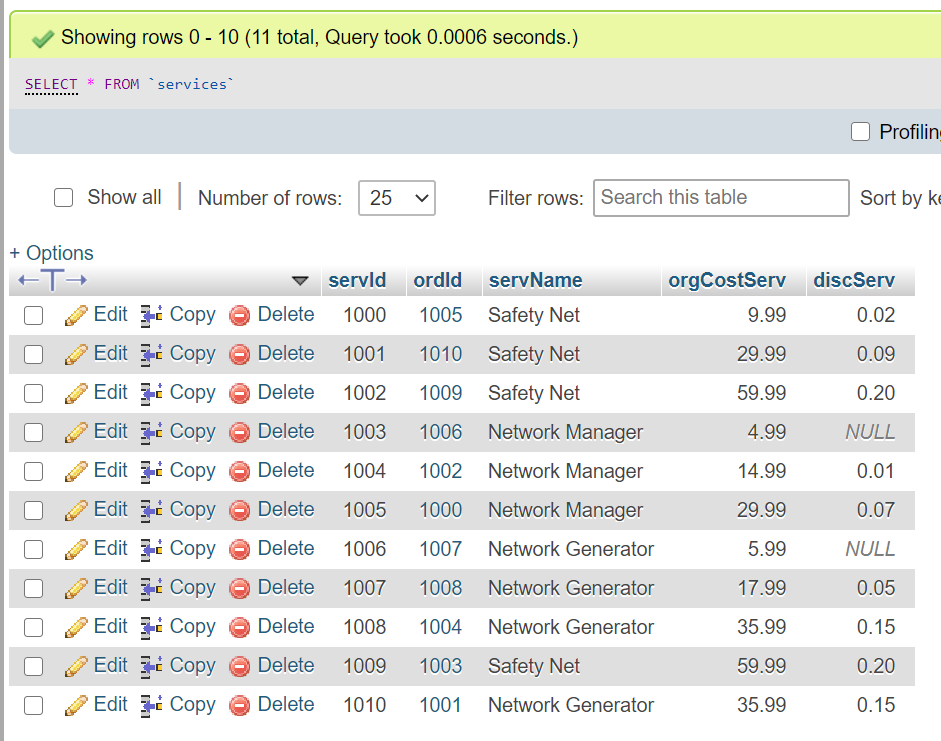 Showing rows 0 - 10 (11 total, Query took 0.0006 seconds.)
SELECT * FROM `services`
Profiling
Show all Number of rows: 25 Filter rows: Search this table Sort by ke
+ Options
servId ordId servName orgCostServ discServ
Edit Copy Delete 1000 1005 Safety Net 9.99 0.02
Edit Copy Delete 1001 1010 Safety Net 29.99 0.09
Edit Copy Delete 1002 1009 Safety Net 59.99 0.20
Edit Copy Delete 1003 1006 Network Manager 4.99 NULL
Edit Copy Delete 1004 1002 Network Manager 14.99 0.01
Edit Copy Delete 1005 1000 Network Manager 29.99 0.07
Edit Copy Delete 1006 1007 Network Generator 5.99 NULL
Edit Copy Delete 1007 1008 Network Generator 17.99 0.05
Edit Copy Delete 1008 1004 Network Generator 35.99 0.15
Edit Copy Delete 1009 1003 Safety Net 59.99 0.20
Edit Copy Delete 1010 1001 Network Generator 35.99 0.15